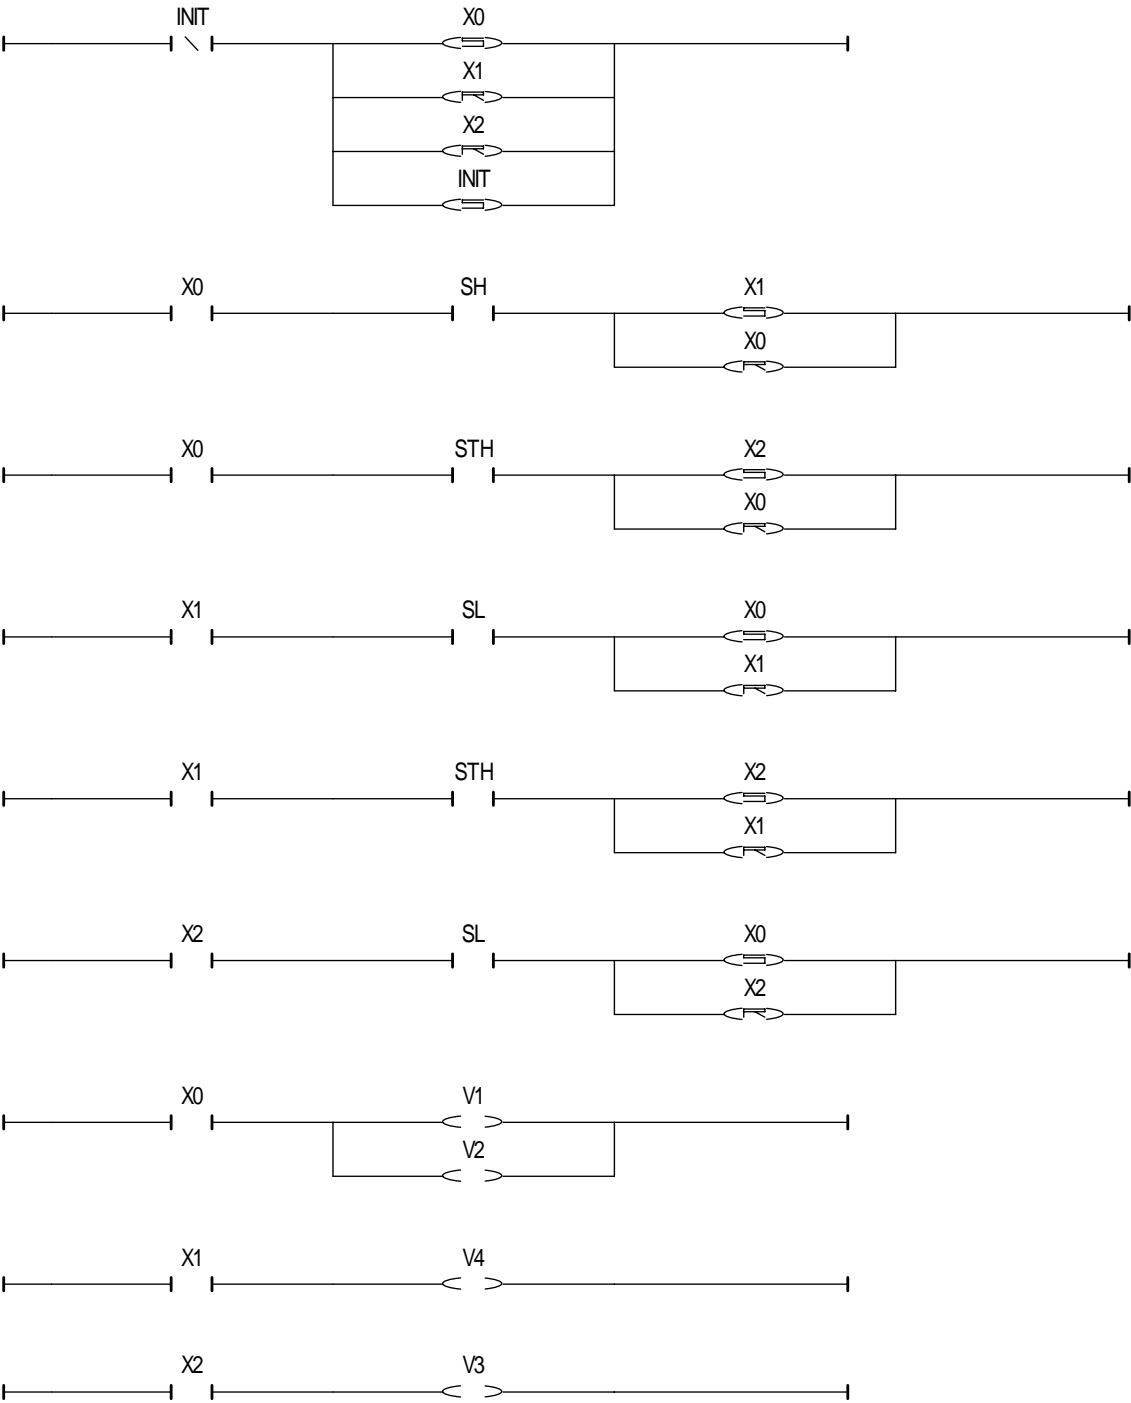 INIT X0
X1
X2
INIT
X0 SH X1
X0
X0 STH X2
X0
X1 SL X0
X1
X1 STH X2
X1
X2 SL X0
X2
X0 V1
V2
X1 V4
X2 V3